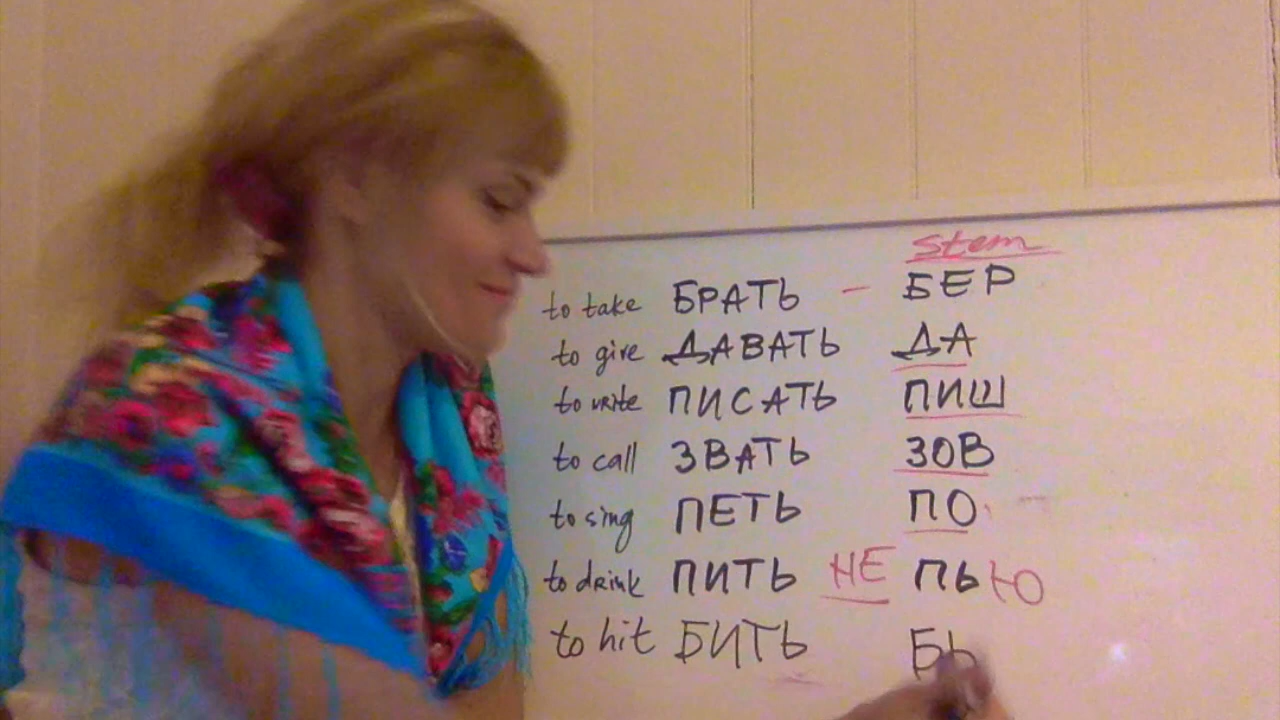 stem
to take БРАТЬ - БЕР
to give ДАВАТЬ ДА
to write ПИСАТЬ ПИШ
to call ЗВАТЬ ЗОВ
to sing ПЕТЬ ПО
to drink ПИТЬ НЕ ПЬЮ
to hit БИТЬ БЬ